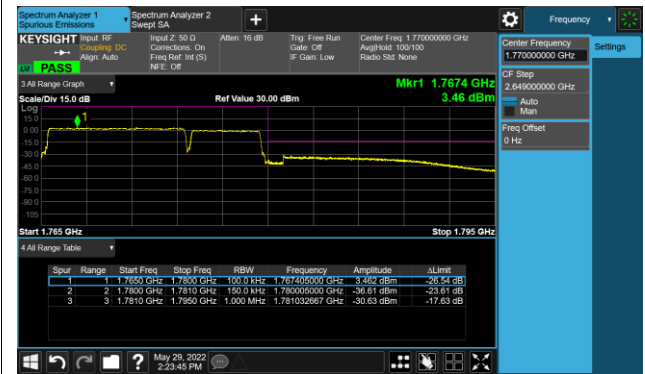 Spectrum Analyzer 1
Spurious Emissions
Spectrum Analyzer 2
Swept SA
+
Frequency
KEYSIGHT
Input: RF
Coupling: DC
Align: Auto
Input Z: 50 Ω
Corrections: On
Freq Ref: Int (S)
NFE: Off
Atten: 16 dB
Trig: Free Run
Gate: Off
IF Gain: Low
Center Freq: 1.770000000 GHz
Avg|Hold: 100/100
Radio Std: None
PASS
Center Frequency
1.770000000 GHz
Settings
CF Step
2.649000000 GHz
Auto
Man
Freq Offset
0 Hz
3 All Range Graph
Mkr1 1.7674 GHz
Scale/Div 15.0 dB
Ref Value 30.00 dBm
3.46 dBm
Log
15.0
0.00
-15.0
-30.0
-45.0
-60.0
-75.0
-90.0
-105
1
Start 1.765 GHz
Stop 1.795 GHz
4 All Range Table
Spur Range Start Freq Stop Freq RBW Frequency Amplitude ΔLimit
1 1 1.7650 GHz 1.7800 GHz 100.0 kHz 1.767405000 GHz 3.462 dBm -26.54 dB
2 2 1.7800 GHz 1.7810 GHz 150.0 kHz 1.780005000 GHz -36.61 dBm -23.61 dB
3 3 1.7810 GHz 1.7950 GHz 1.000 MHz 1.781032667 GHz -30.63 dBm -17.63 dB
?
May 29, 2022
2:23:45 PM